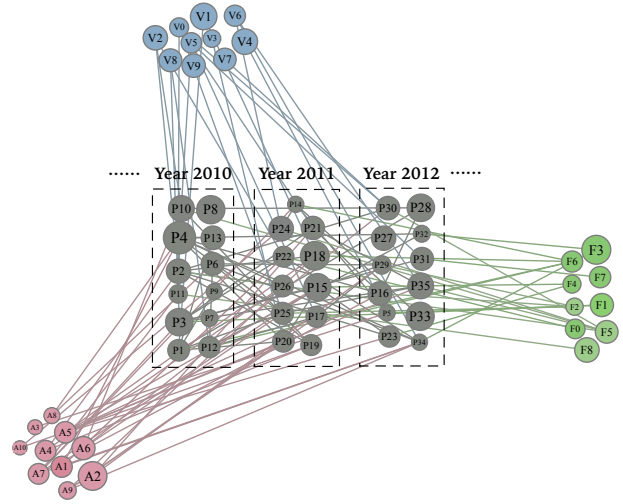 V1
V6
V0
V2
V5
V3
V4
V8
V9
V7
...... Year 2010 Year 2011 Year 2012 ......
P10 P8 P14 P30 P28
P4 P13 P24 P21 P27 P32
P2 P6 P22 P18 P29 P31
P11 P9 P26 P15 P16 P35
P3 P7 P25 P17 P5 P33
P1 P12 P20 P19 P23 P34
F3
F6
F7
F4
F2 F1
F0 F5
F8
A8
A3 A5
A10 A4 A6
A7 A1 A2
A9